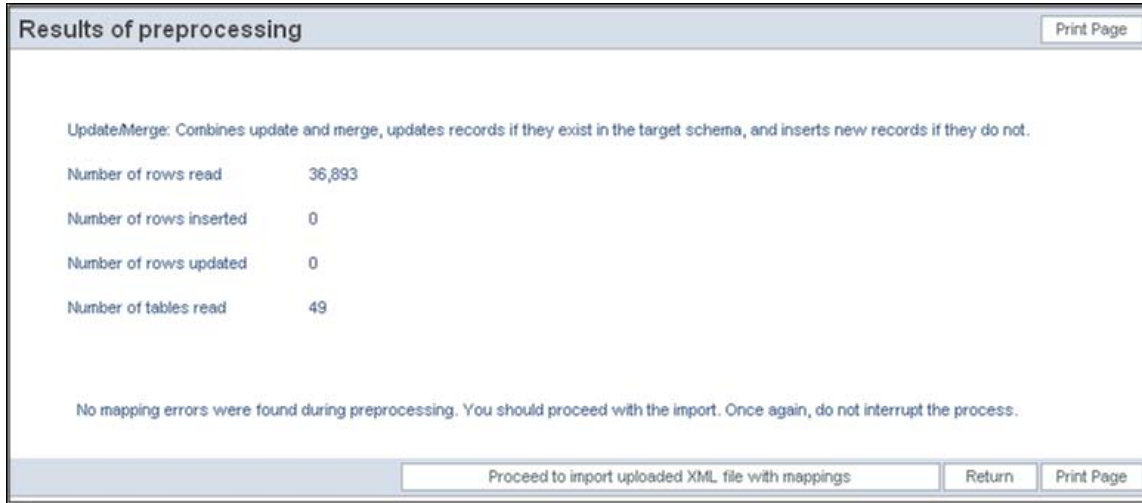 Results of preprocessing Print Page
Update/Merge: Combines update and merge, updates records if they exist in the target schema, and inserts new records if they do not.
Number of rows read 36,893
Number of rows inserted 0
Number of rows updated 0
Number of tables read 49
No mapping errors were found during preprocessing. You should proceed with the import. Once again, do not interrupt the process.
Proceed to import uploaded XML file with mappings Return Print Page